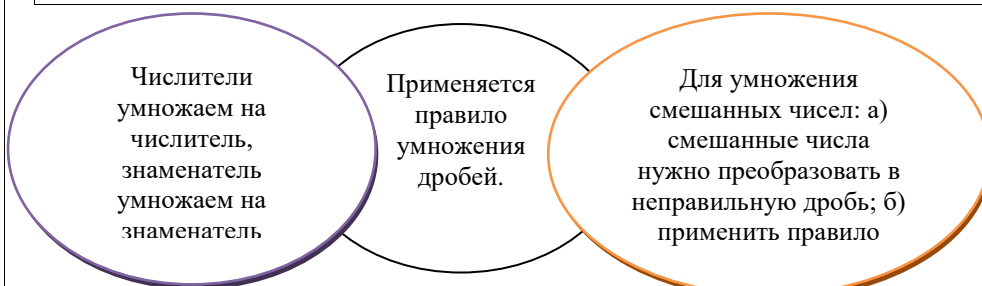 Числители
умножаем на
числитель,
знаменатель
умножаем на
знаменатель
Применяется
правило
умножения
дробей.
Для умножения
смешанных чисел: а)
смешанные числа
нужно преобразовать в
неправильную дробь; б)
применить правило